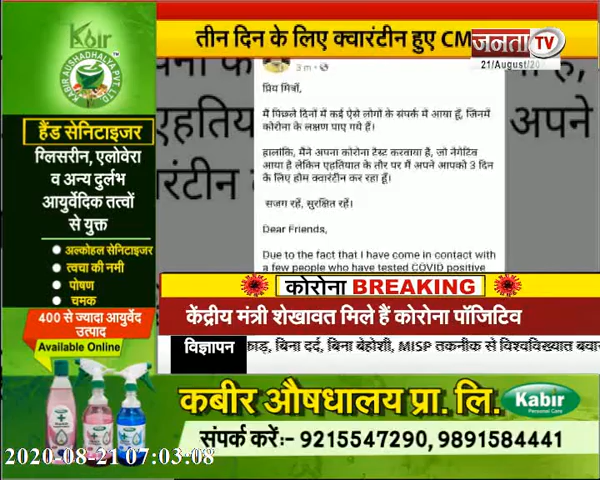 Kabir
KABIR AUSHADHALYA PVT. LTD.
तीन दिन के लिए क्वारंटीन हुए CM
जनता TV
21/August/20
3 m
प्रिय मित्रों,
मैं पिछले दिनों में कई ऐसे लोगों के संपर्क में आया हूँ, जिनमें
कोरोना के लक्षण पाए गये हैं।
हालांकि, मैंने अपना कोरोना टेस्ट करवाया है, जो नैगेटिव
आया है लेकिन एहतियात के तौर पर मैं अपने आपको 3 दिन
के लिए होम क्वारंटीन कर रहा हूँ।
सजग रहें, सुरक्षित रहें।
Dear Friends,
Due to the fact that I have come in contact with
a few people who have tested COVID positive
एहतिया
अपने
रंटीन
हैंड सेनिटाइजर
ग्लिसरीन, एलोवेरा
व अन्य दुर्लभ
आयुर्वेदिक तत्वों
से युक्त
अल्कोहल सेनिटाइजर
त्वचा की नमी
पोषण
चमक
400 से ज्यादा आयुर्वेद
उत्पाद
Available Online
कोरोना BREAKING
केंद्रीय मंत्री शेखावत मिले हैं कोरोना पॉजिटिव
विज्ञापन
बिना दर्द, बिना बेहोशी, MISP तकनीक से विश्वविख्यात
कबीर औषधालय प्रा. लि.
Kabir
Personal Care
संपर्क करें:- 9215547290, 9891584441
2020-08-21 07:03:08